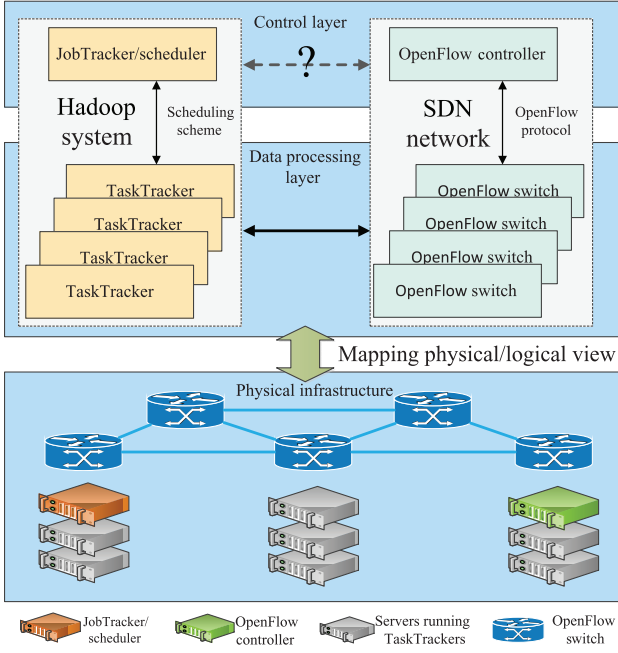 Control layer
JobTracker/scheduler
?
OpenFlow controller
Hadoop
system
Scheduling
scheme
SDN
network
OpenFlow
protocol
Data processing
layer
TaskTracker
TaskTracker
TaskTracker
TaskTracker
OpenFlow switch
OpenFlow switch
OpenFlow switch
OpenFlow switch
Mapping physical/logical view
Physical infrastructure
JobTracker/
scheduler
OpenFlow
controller
Servers running
TaskTrackers
OpenFlow
switch